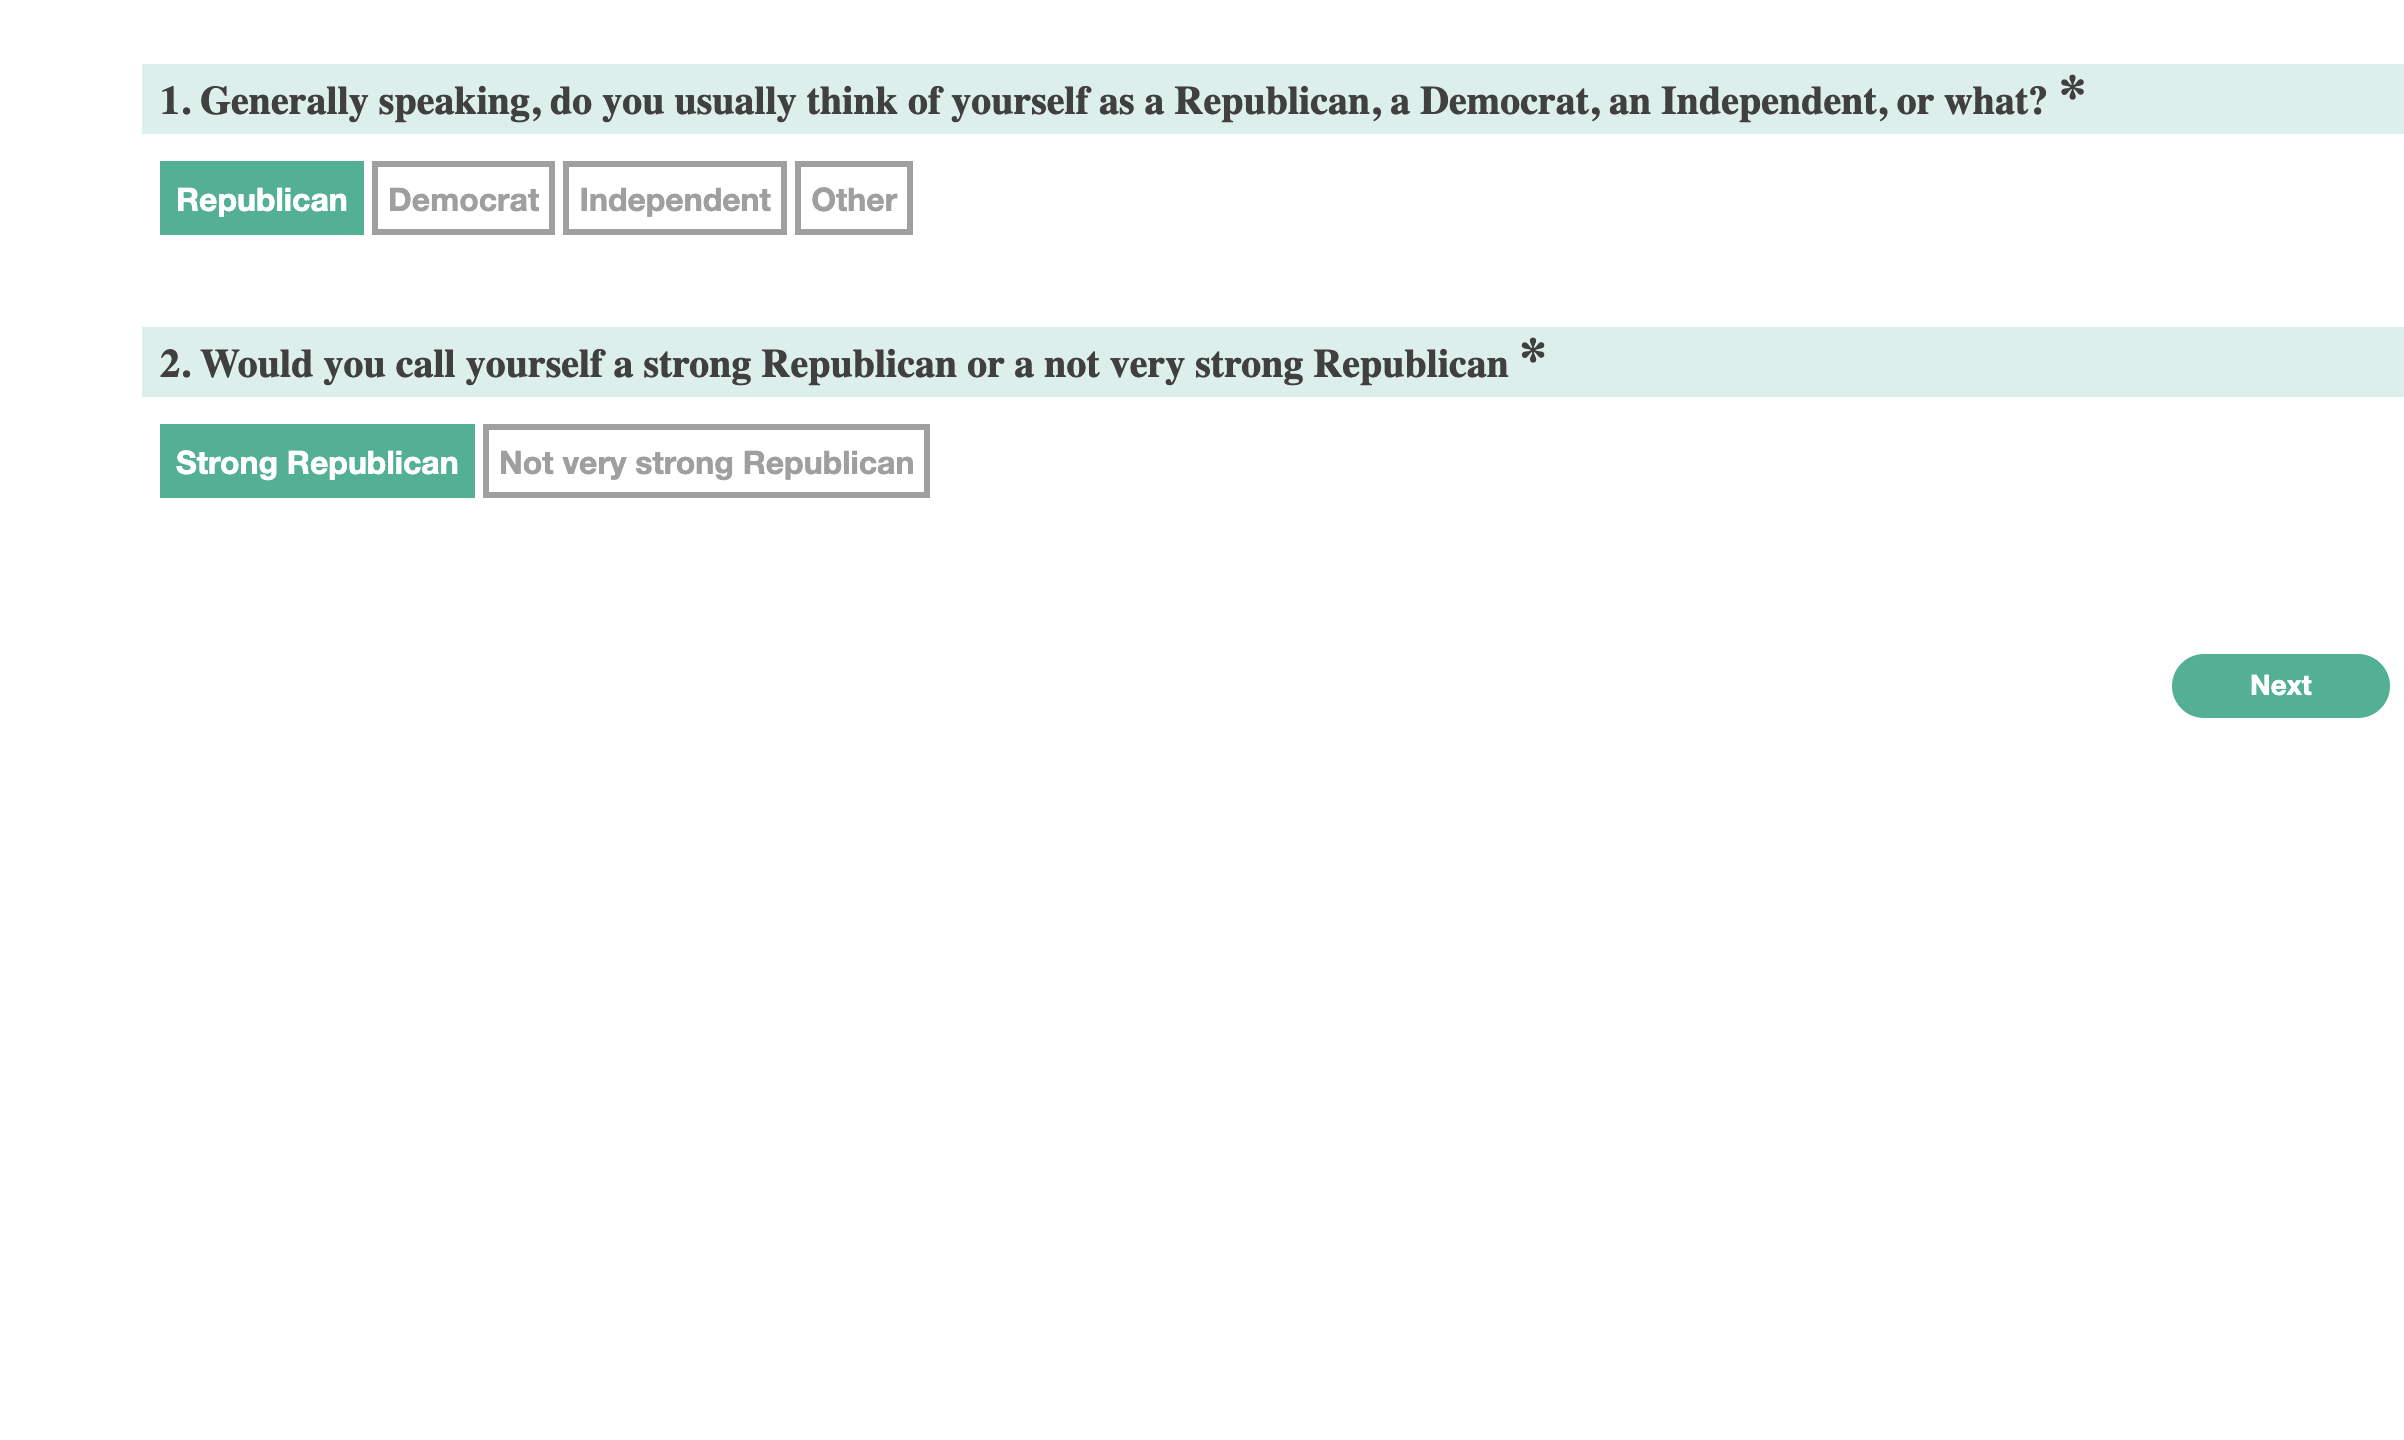 1. Generally speaking, do you usually think of yourself as a Republican, a Democrat, an Independent, or what? *
Republican Democrat Independent Other
2. Would you call yourself a strong Republican or a not very strong Republican *
Strong Republican Not very strong Republican
Next